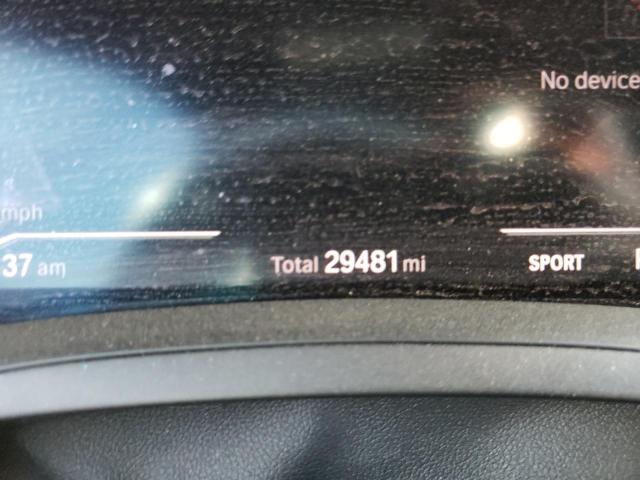 No device
mph
37 am
Total 29481 mi
SPORT